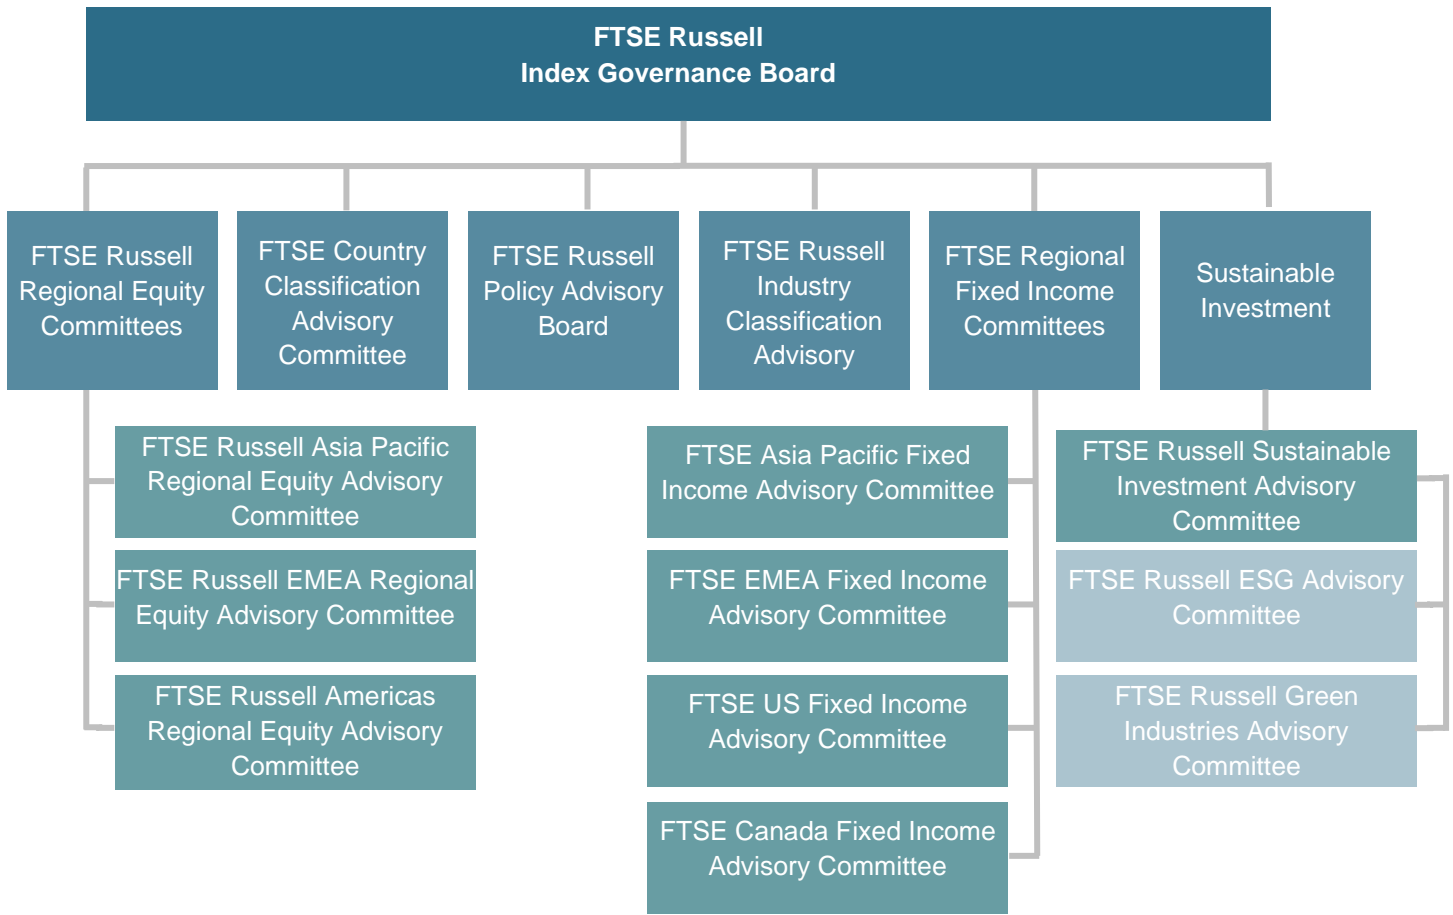 FTSE Russell
Index Governance Board
FTSE Russell
Regional Equity
Committees
FTSE Country
Classification
Advisory
Committee
FTSE Russell
Policy Advisory
Board
FTSE Russell
Industry
Classification
Advisory
FTSE Regional
Fixed Income
Committees
Sustainable
Investment
FTSE Russell Asia Pacific
Regional Equity Advisory
Committee
FTSE Russell EMEA Regional
Equity Advisory Committee
FTSE Russell Americas
Regional Equity Advisory
Committee
FTSE Asia Pacific Fixed
Income Advisory Committee
FTSE EMEA Fixed Income
Advisory Committee
FTSE US Fixed Income
Advisory Committee
FTSE Canada Fixed Income
Advisory Committee
FTSE Russell Sustainable
Investment Advisory
Committee
FTSE Russell ESG Advisory
Committee
FTSE Russell Green
Industries Advisory
Committee